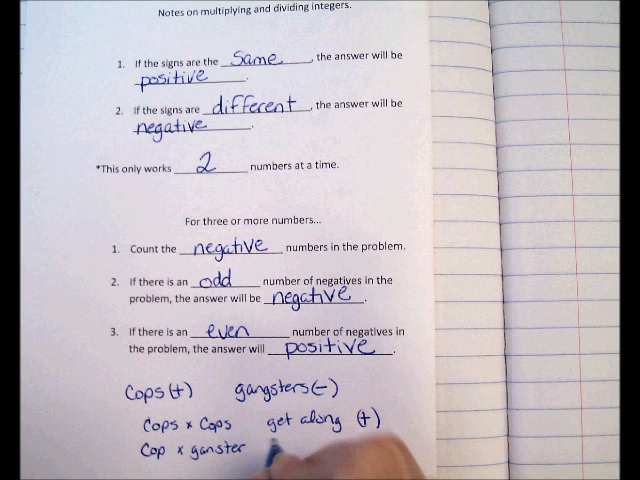 Notes on multiplying and dividing integers.
1. If the signs are the same, the answer will be
positive.
2. If the signs are different, the answer will be
negative.
*This only works 2 numbers at a time.
For three or more numbers...
1. Count the negative numbers in the problem.
2. If there is an odd number of negatives in the
problem, the answer will be negative.
3. If there is an even number of negatives in
the problem, the answer will positive.
Cops (+) gangsters (-)
Cops x Cops get along (+)
Cop x ganster